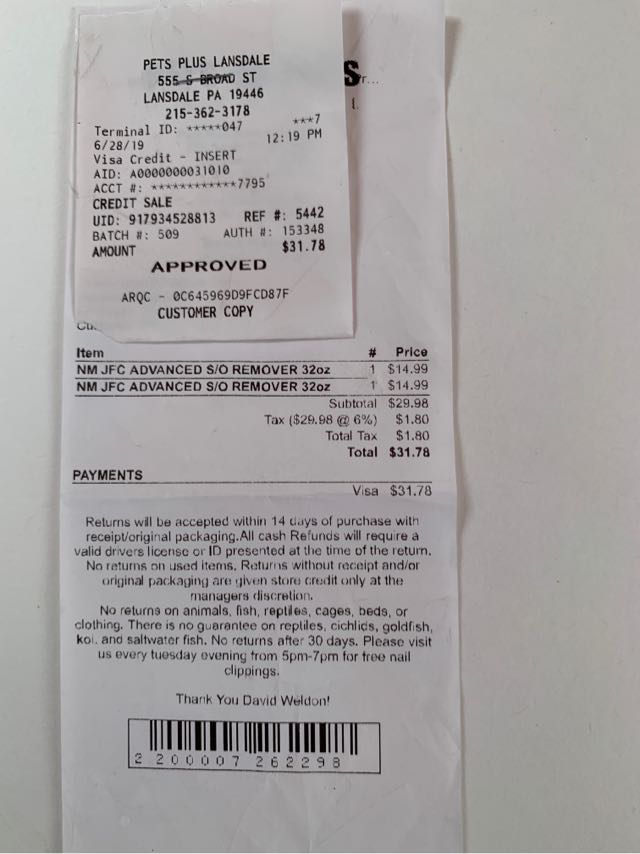 PETS PLUS LANSDALE
555 S BROAD ST
LANSDALE PA 19446
215-362-3178
Terminal ID: *****047 ***7
6/28/19 12:19 PM
Visa Credit - INSERT
AID: A0000000031010
ACCT #: ************7795
CREDIT SALE
UID: 917934528813 REF #: 5442
BATCH #: 509 AUTH #: 153348
AMOUNT $31.78
APPROVED
ARQC - 0C645969D9FCD87F
CUSTOMER COPY
Item # Price
NM JFC ADVANCED S/O REMOVER 32oz 1 $14.99
NM JFC ADVANCED S/O REMOVER 32oz 1 $14.99
Subtotal $29.98
Tax ($29.98 @ 6%) $1.80
Total Tax $1.80
Total $31.78
PAYMENTS
Visa $31.78
Returns will be accepted within 14 days of purchase with
receipt/original packaging.All cash Refunds will require a
valid drivers license or ID presented at the time of the return.
No returns on used items. Returns without receipt and/or
original packaging are given store credit only at the
managers discretion.
No returns on animals, fish, reptiles, cages, beds, or
clothing. There is no guarantee on reptiles, cichlids, goldfish,
koi. and saltwater fish. No returns after 30 days. Please visit
us every tuesday evening from 5pm-7pm for free nail
clippings.
Thank You David Weldon!
2 200007 262298